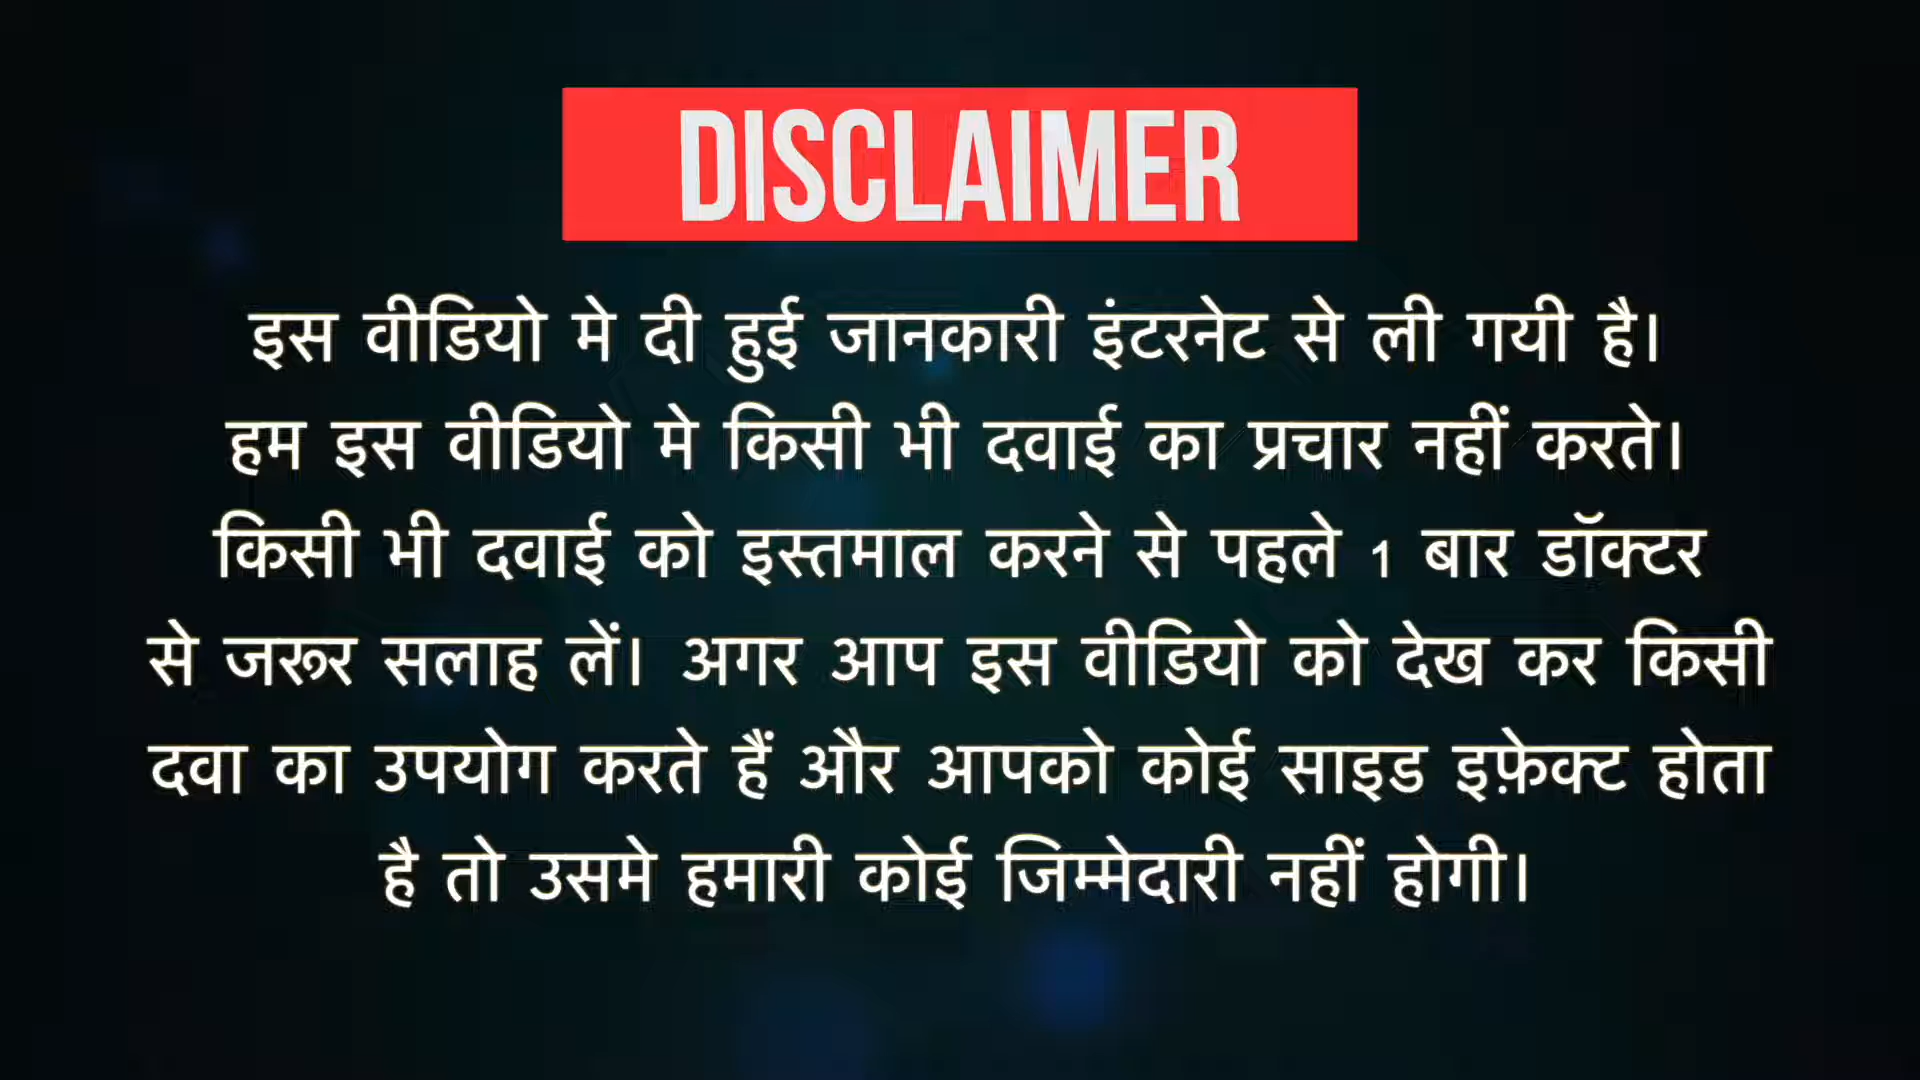 DISCLAIMER
इस वीडियो मे दी हुई जानकारी इंटरनेट से ली गयी है।
हम इस वीडियो मे किसी भी दवाई का प्रचार नहीं करते।
किसी भी दवाई को इस्तमाल करने से पहले 1 बार डॉक्टर
से जरूर सलाह लें। अगर आप इस वीडियो को देख कर किसी
दवा का उपयोग करते हैं और आपको कोई साइड इफ़ेक्ट होता
है तो उसमे हमारी कोई जिम्मेदारी नहीं होगी।